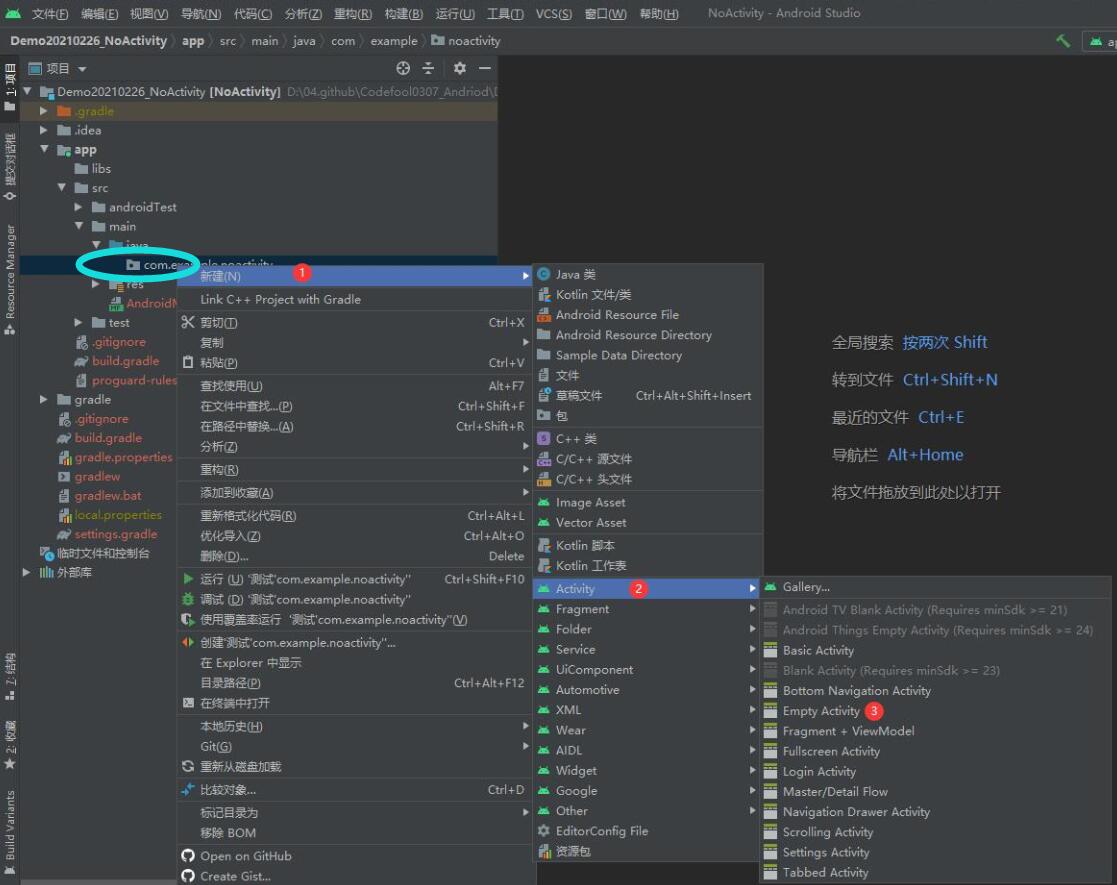 文件(F) 编辑(E) 视图(V) 导航(N) 代码(C) 分析(Z) 重构(R) 构建(B) 运行(U) 工具(T) VCS(S) 窗口(W) 帮助(H) NoActivity - Android Studio
Demo20210226_NoActivity app src main java com example noactivity
项目
Demo20210226_NoActivity [NoActivity] D:\04.github\Codefool0307_Andriod\
.gradle
.idea
app
libs
src
androidTest
main
java
com.example.noactivity
res
AndroidM
test
.gitignore
build.gradle
proguard-rules
gradle
.gitignore
build.gradle
gradle.properties
gradlew
gradlew.bat
local.properties
settings.gradle
临时文件和控制台
外部库
1: 项目
提交对话框
Resource Manager
7: 结构
2: 收藏
Build Variants
新建(N) 1
Link C++ Project with Gradle
剪切(T) Ctrl+X
复制
粘贴(P) Ctrl+V
查找使用(U) Alt+F7
在文件中查找...(P) Ctrl+Shift+F
在路径中替换...(A) Ctrl+Shift+R
分析(Z)
重构(R)
添加到收藏(A)
重新格式化代码(R) Ctrl+Alt+L
优化导入(Z) Ctrl+Alt+O
删除(D)... Delete
运行 (U) '测试'com.example.noactivity'' Ctrl+Shift+F10
调试 (D) '测试'com.example.noactivity''
使用覆盖率运行 '测试'com.example.noactivity''(V)
创建'测试'com.example.noactivity''...
在 Explorer 中显示
目录路径(P) Ctrl+Alt+F12
在终端中打开
本地历史(H)
Git(G)
重新从磁盘加载
比较对象... Ctrl+D
标记目录为
移除 BOM
Open on GitHub
Create Gist...
Java 类
Kotlin 文件/类
Android Resource File
Android Resource Directory
Sample Data Directory
文件
草稿文件 Ctrl+Alt+Shift+Insert
包
C++ 类
C/C++ 源文件
C/C++ 头文件
Image Asset
Vector Asset
Kotlin 脚本
Kotlin 工作表
Activity 2
Fragment
Folder
Service
UiComponent
Automotive
XML
Wear
AIDL
Widget
Google
Other
EditorConfig File
资源包
Gallery...
Android TV Blank Activity (Requires minSdk >= 21)
Android Things Empty Activity (Requires minSdk >= 24)
Basic Activity
Blank Activity (Requires minSdk >= 23)
Bottom Navigation Activity
Empty Activity 3
Fragment + ViewModel
Fullscreen Activity
Login Activity
Master/Detail Flow
Navigation Drawer Activity
Scrolling Activity
Settings Activity
Tabbed Activity
全局搜索 按两次 Shift
转到文件 Ctrl+Shift+N
最近的文件 Ctrl+E
导航栏 Alt+Home
将文件拖放到此处以打开